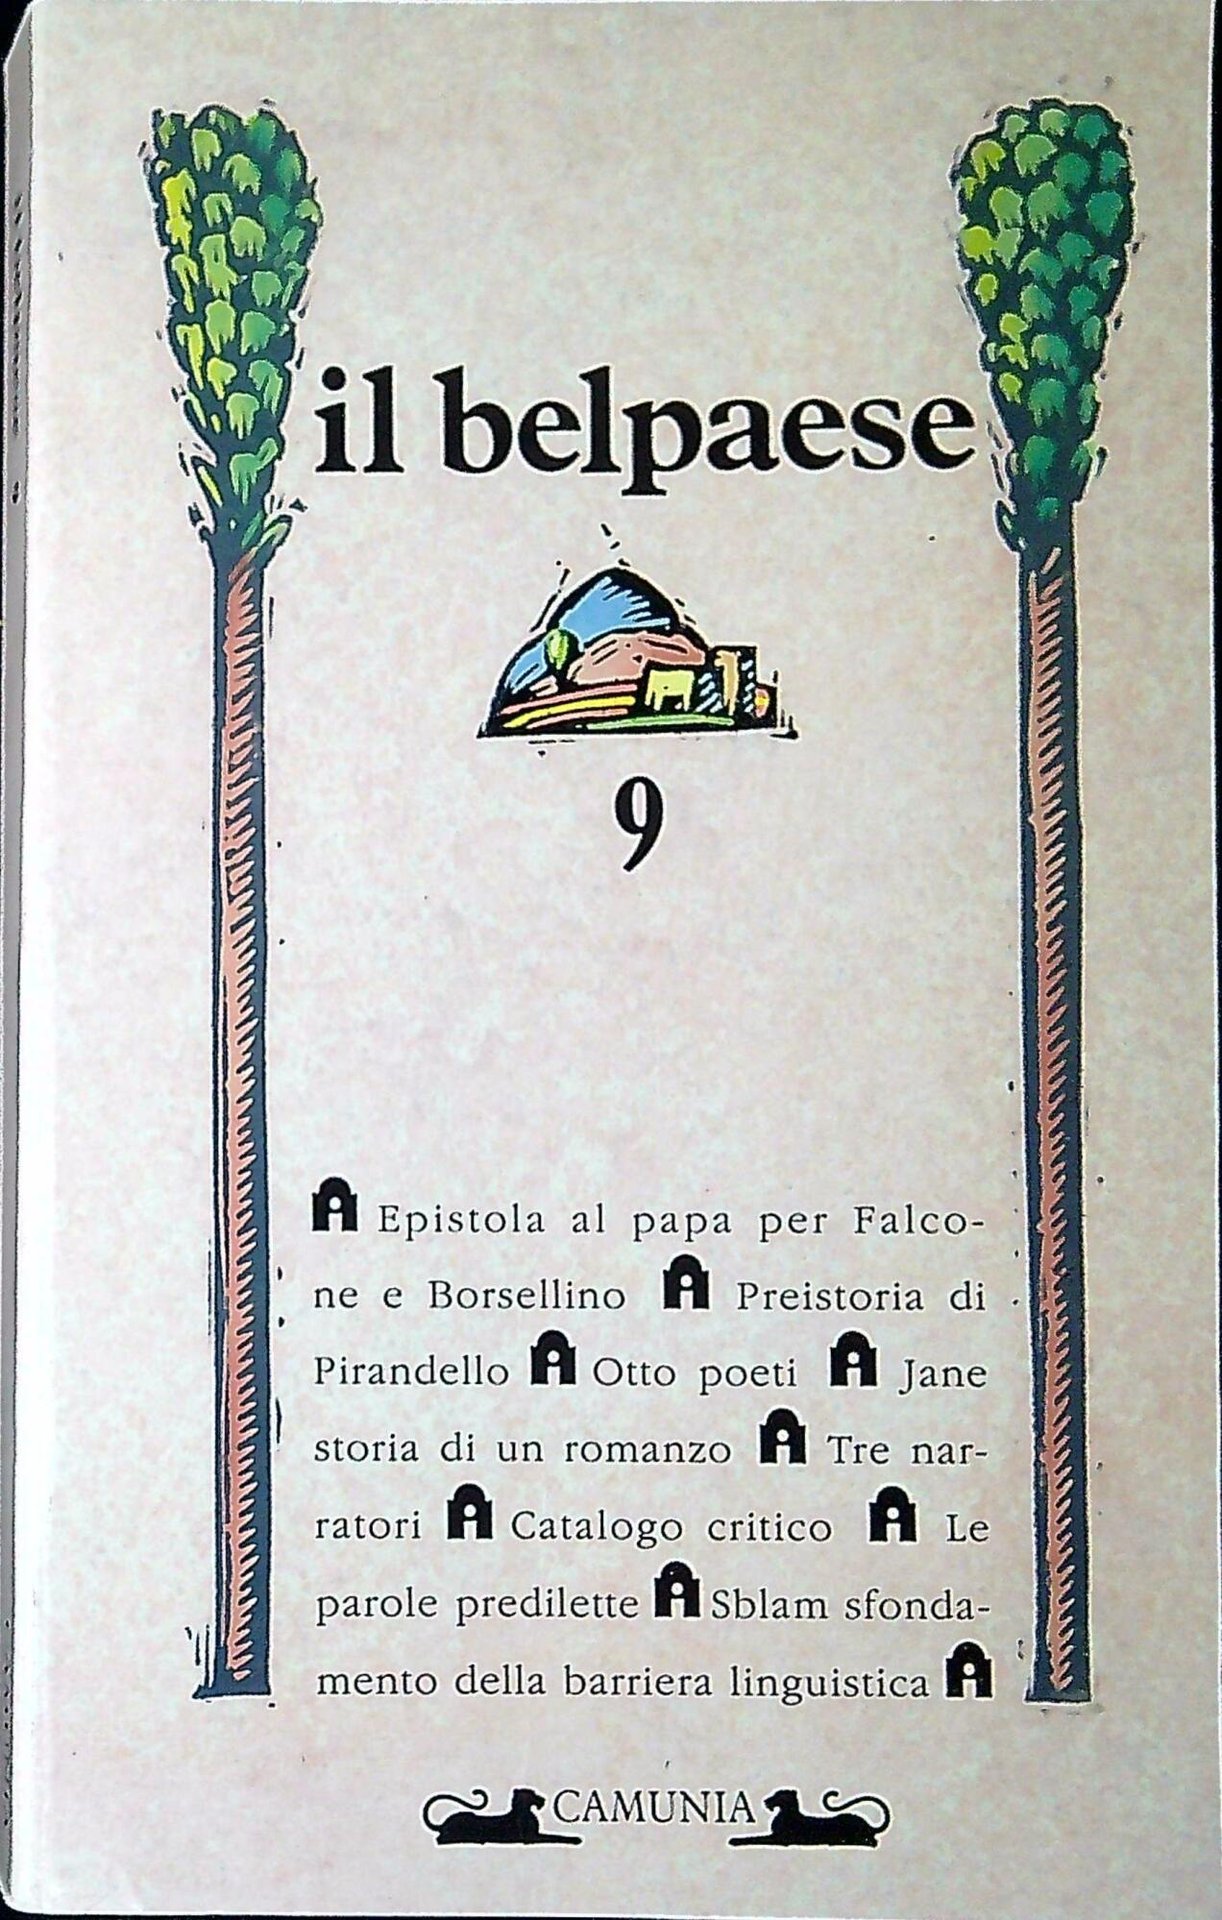 il belpaese
9
Epistola al papa per Falco-
ne e Borsellino Preistoria di
Pirandello Otto poeti Jane
storia di un romanzo Tre nar-
ratori Catalogo critico Le
parole predilette Sblam sfonda-
mento della barriera linguistica
CAMUNIA